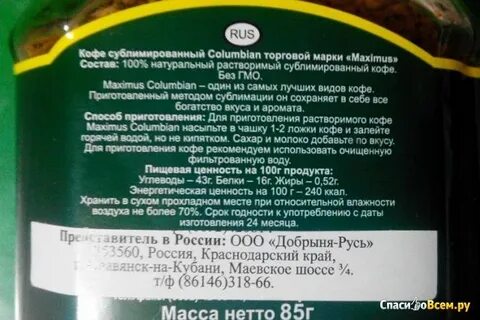 RUS
Кофе сублимированный Columbian торговой марки «Maximus»
Состав: 100% натуральный растворимый сублимированный кофе.
Без ГМО.
Maximus Columbian – один из самых лучших видов кофе.
Приготовленный методом сублимации он сохраняет в себе все
богатство вкуса и аромата.
Способ приготовления: Для приготовления растворимого кофе
Maximus Columbian насыпьте в чашку 1-2 ложки кофе и залейте
горячей водой, но не кипятком. Сахар и молоко добавьте по вкусу.
Для приготовления кофе рекомендуем использовать очищенную
фильтрованную воду.
Пищевая ценность на 100г продукта:
Углеводы – 43г. Белки – 16г. Жиры – 0,52г.
Энергетическая ценность на 100 г – 240 ккал.
Хранить в сухом прохладном месте при относительной влажности
воздуха не более 70%. Срок годности к употреблению с даты
изготовления 24 месяца.
Представитель в России: ООО «Добрыня-Русь»
353560, Россия, Краснодарский край,
г. Славянск-на-Кубани, Маевское шоссе ¾.
т/ф (86146)318-66.
Масса нетто 85г
СпасибоВсем.ру